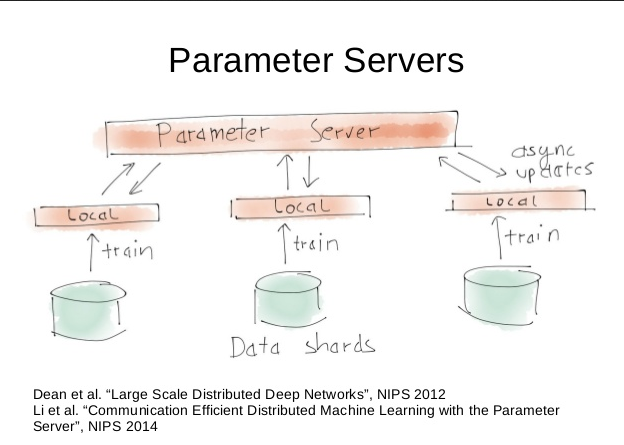 Parameter Servers
Parameter Server
async
updates
Local
Local
Local
train
train
train
Data shards
Dean et al. “Large Scale Distributed Deep Networks”, NIPS 2012
Li et al. “Communication Efficient Distributed Machine Learning with the Parameter
Server”, NIPS 2014